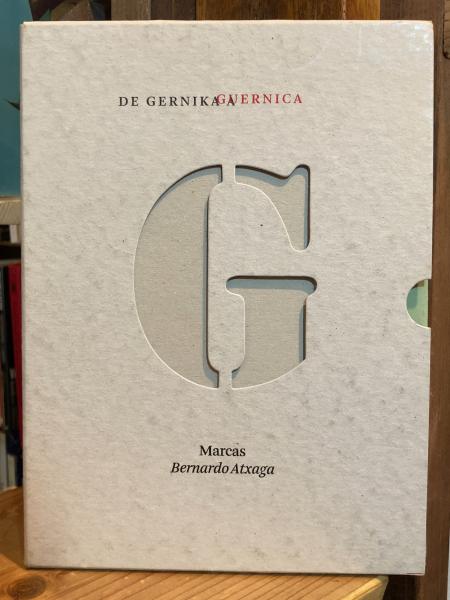 DE GERNIKA A GUERNICA
G
Marcas
Bernardo Atxaga